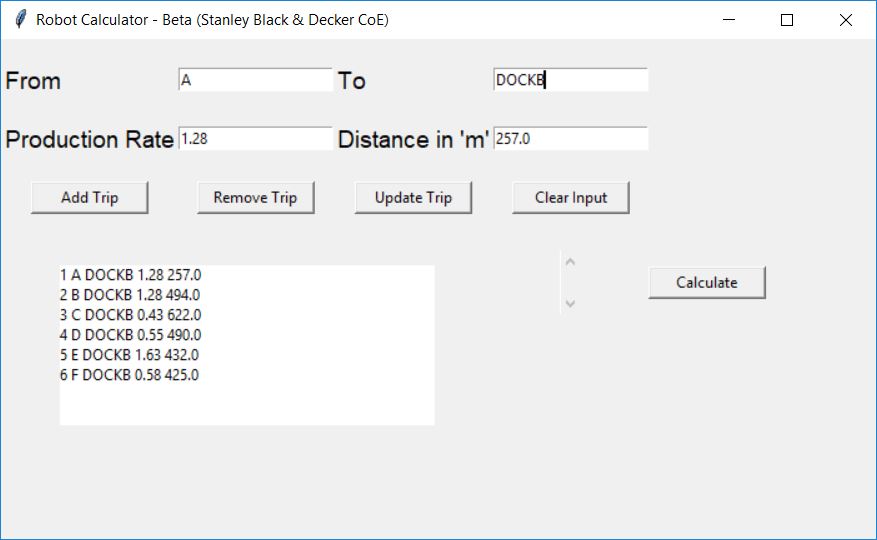 Robot Calculator - Beta (Stanley Black & Decker CoE)
From A To DOCKB
Production Rate 1.28 Distance in 'm' 257.0
Add Trip Remove Trip Update Trip Clear Input
Calculate
1 A DOCKB 1.28 257.0
2 B DOCKB 1.28 494.0
3 C DOCKB 0.43 622.0
4 D DOCKB 0.55 490.0
5 E DOCKB 1.63 432.0
6 F DOCKB 0.58 425.0